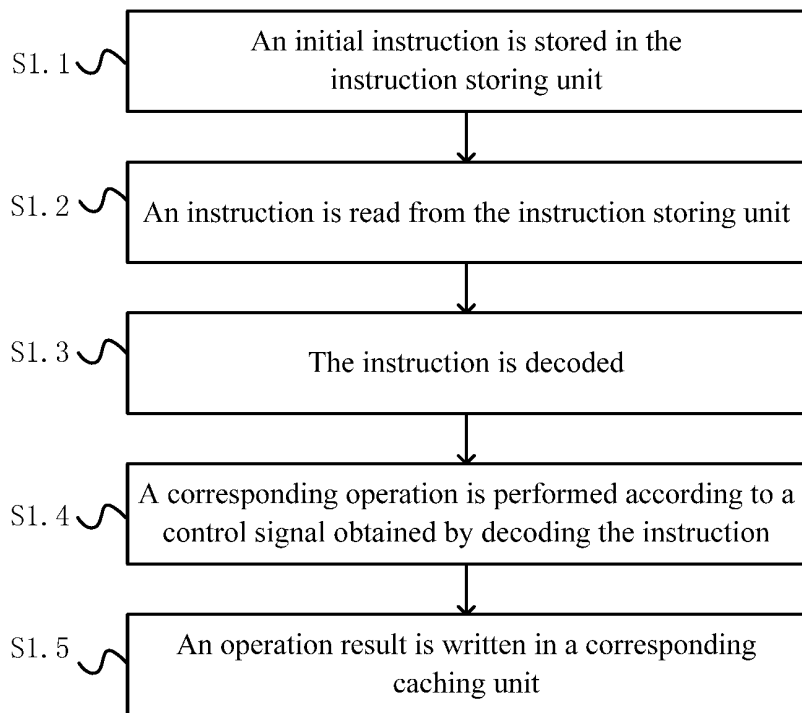 S1.1
An initial instruction is stored in the
instruction storing unit
S1.2
An instruction is read from the instruction storing unit
S1.3
The instruction is decoded
S1.4
A corresponding operation is performed according to a
control signal obtained by decoding the instruction
S1.5
An operation result is written in a corresponding
caching unit